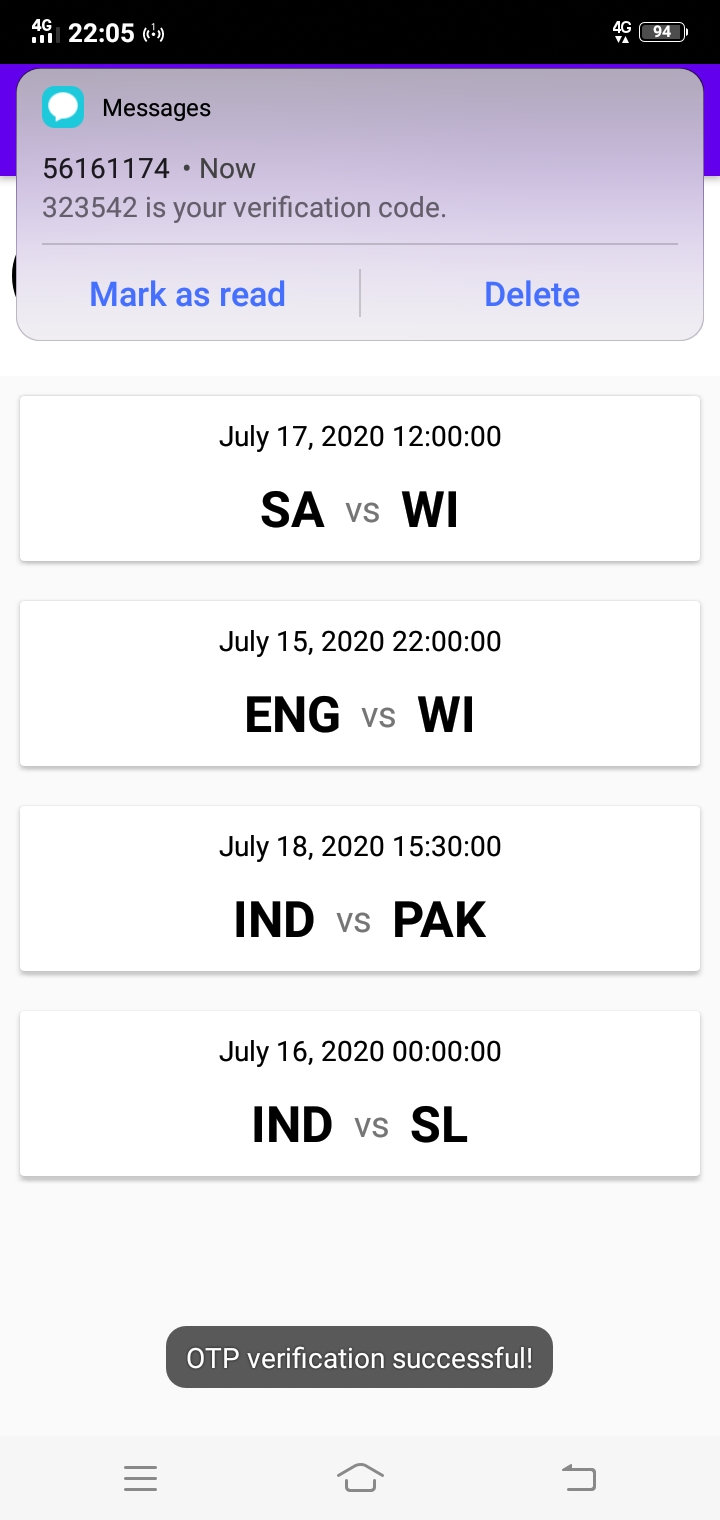 4G 22:05 4G 94
Messages
56161174 • Now
323542 is your verification code.
Mark as read Delete
July 17, 2020 12:00:00
SA vs WI
July 15, 2020 22:00:00
ENG vs WI
July 18, 2020 15:30:00
IND vs PAK
July 16, 2020 00:00:00
IND vs SL
OTP verification successful!